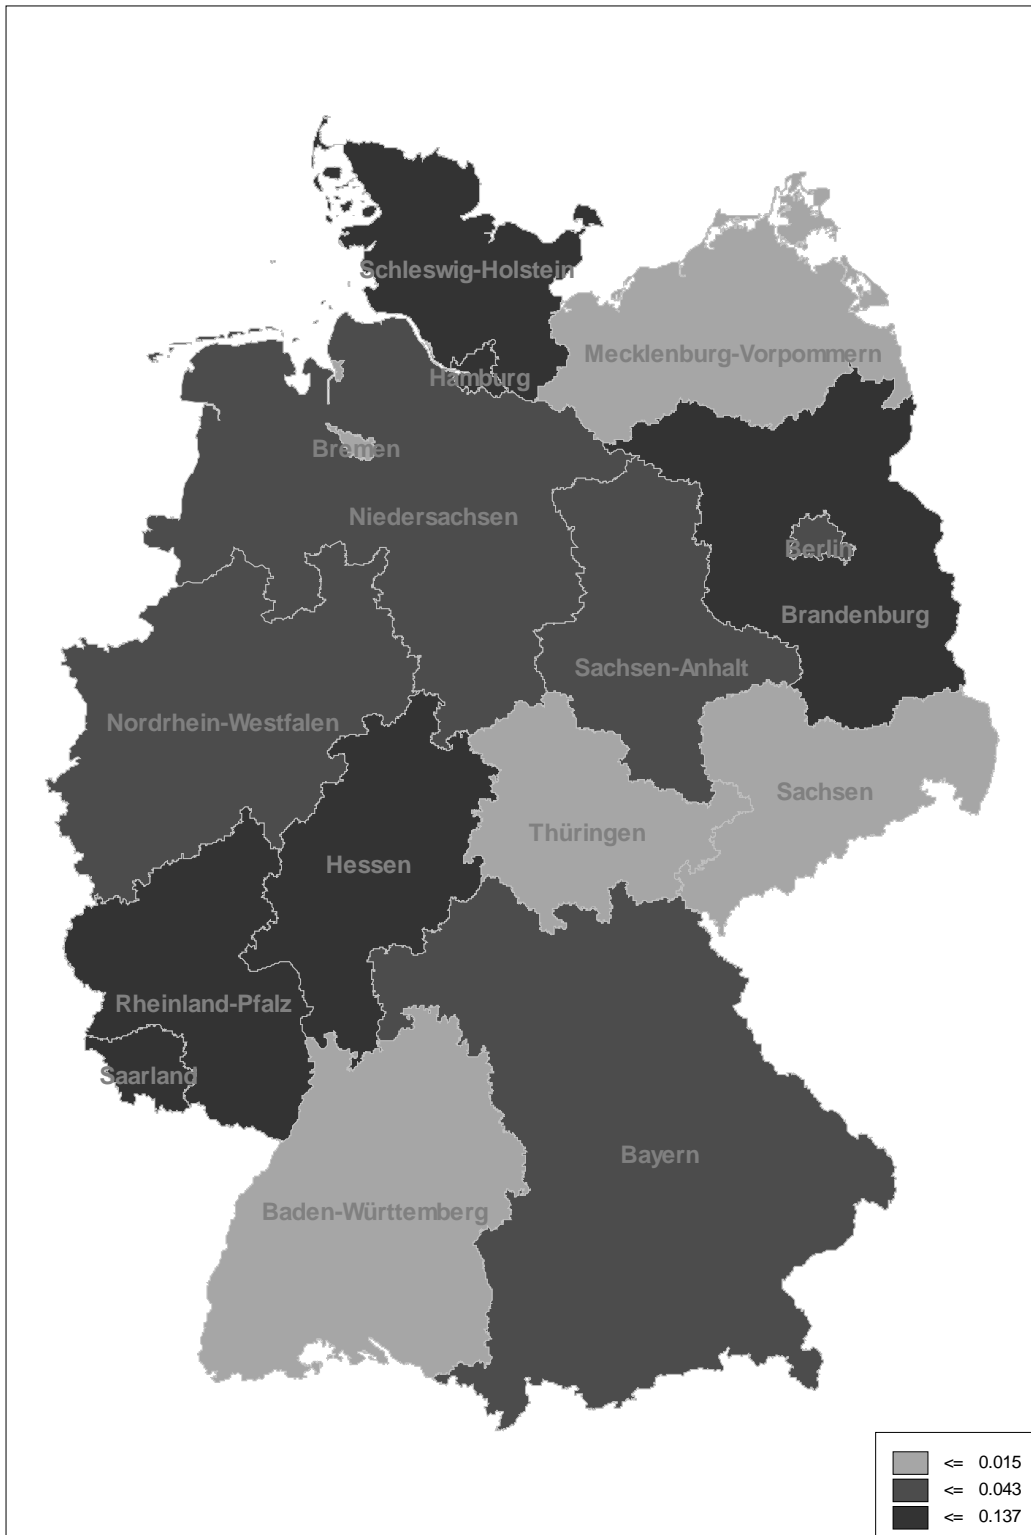 Schleswig-Holstein
Mecklenburg-Vorpommern
Hamburg
Bremen
Niedersachsen
Berlin
Brandenburg
Sachsen-Anhalt
Nordrhein-Westfalen
Sachsen
Thüringen
Hessen
Rheinland-Pfalz
Saarland
Bayern
Baden-Württemberg
<= 0.015
<= 0.043
<= 0.137